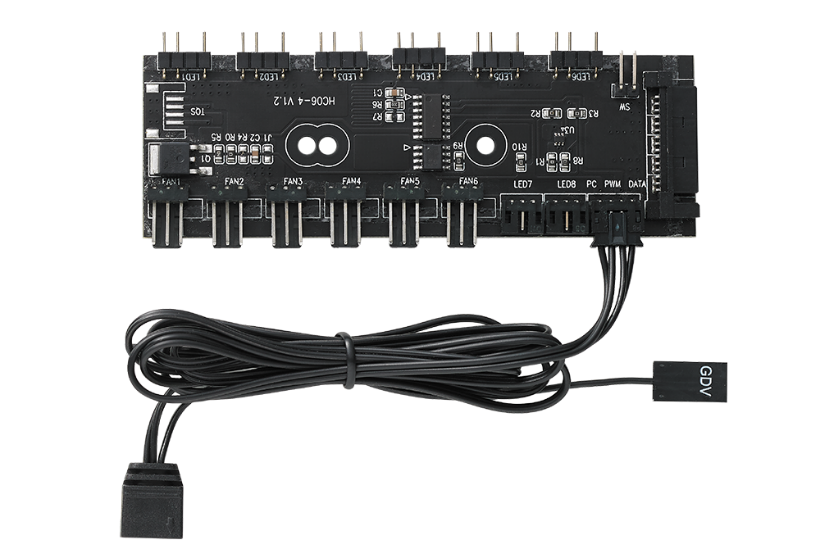 LED1 LED2 LED3 LED4 LED5 LED6
SW
TQS
HC06-4 V1.2
C1
R6
R7
R2 R3
U3
R5 R0 R4 C2 J1
Q1
R9
R10
R1 R8
FAN1 FAN2 FAN3 FAN4 FAN5 FAN6
LED7 LED8 PC PWM DATA
GDV